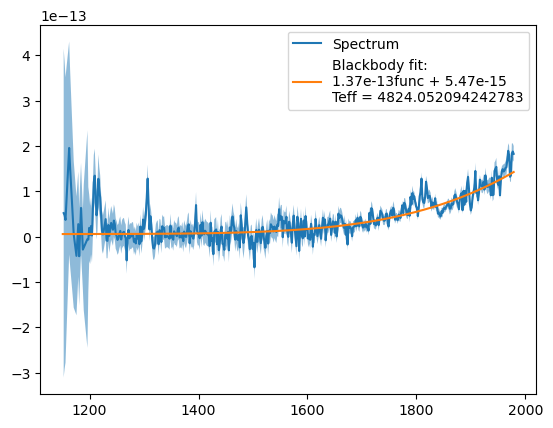 1e−13
Spectrum
Blackbody fit:
1.37e-13func + 5.47e-15
Teff = 4824.052094242783
4
3
2
1
0
−1
−2
−3
1200
1400
1600
1800
2000